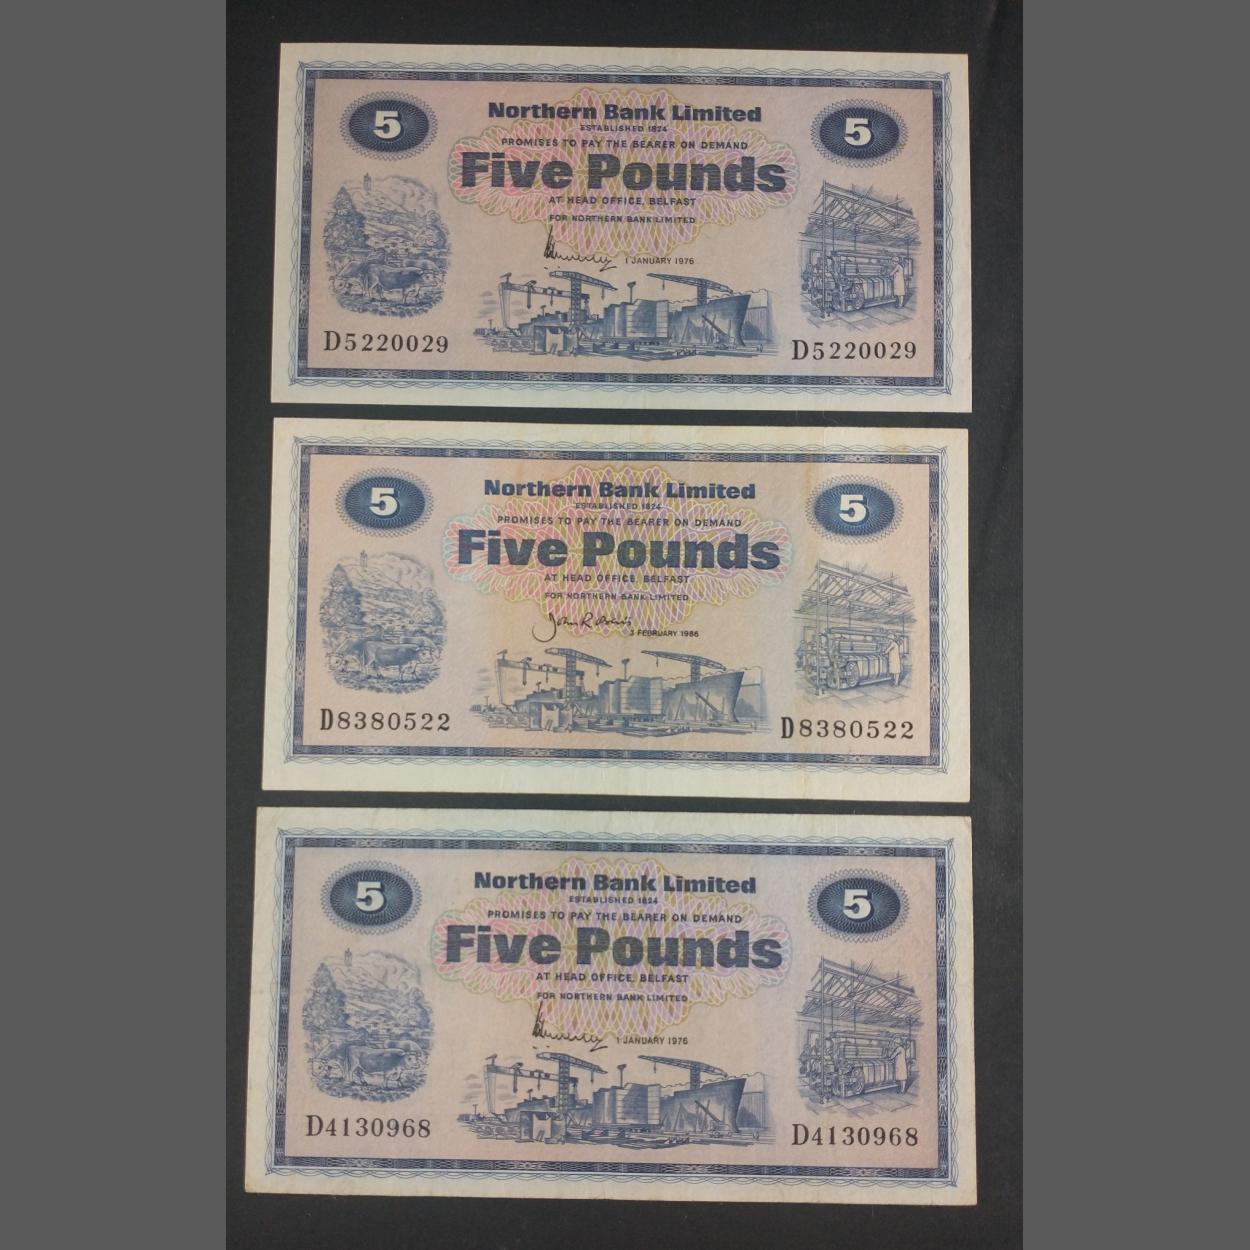 5
Northern Bank Limited
5
ESTABLISHED 1824
PROMISES TO PAY THE BEARER ON DEMAND
Five Pounds
AT HEAD OFFICE, BELFAST
FOR NORTHERN BANK LIMITED
1 JANUARY 1976
D5220029
D5220029
5
Northern Bank Limited
5
ESTABLISHED 1824
PROMISES TO PAY THE BEARER ON DEMAND
Five Pounds
AT HEAD OFFICE, BELFAST
FOR NORTHERN BANK LIMITED
3 FEBRUARY 1986
D8380522
D8380522
5
Northern Bank Limited
5
ESTABLISHED 1824
PROMISES TO PAY THE BEARER ON DEMAND
Five Pounds
AT HEAD OFFICE, BELFAST
FOR NORTHERN BANK LIMITED
1 JANUARY 1976
D4130968
D4130968